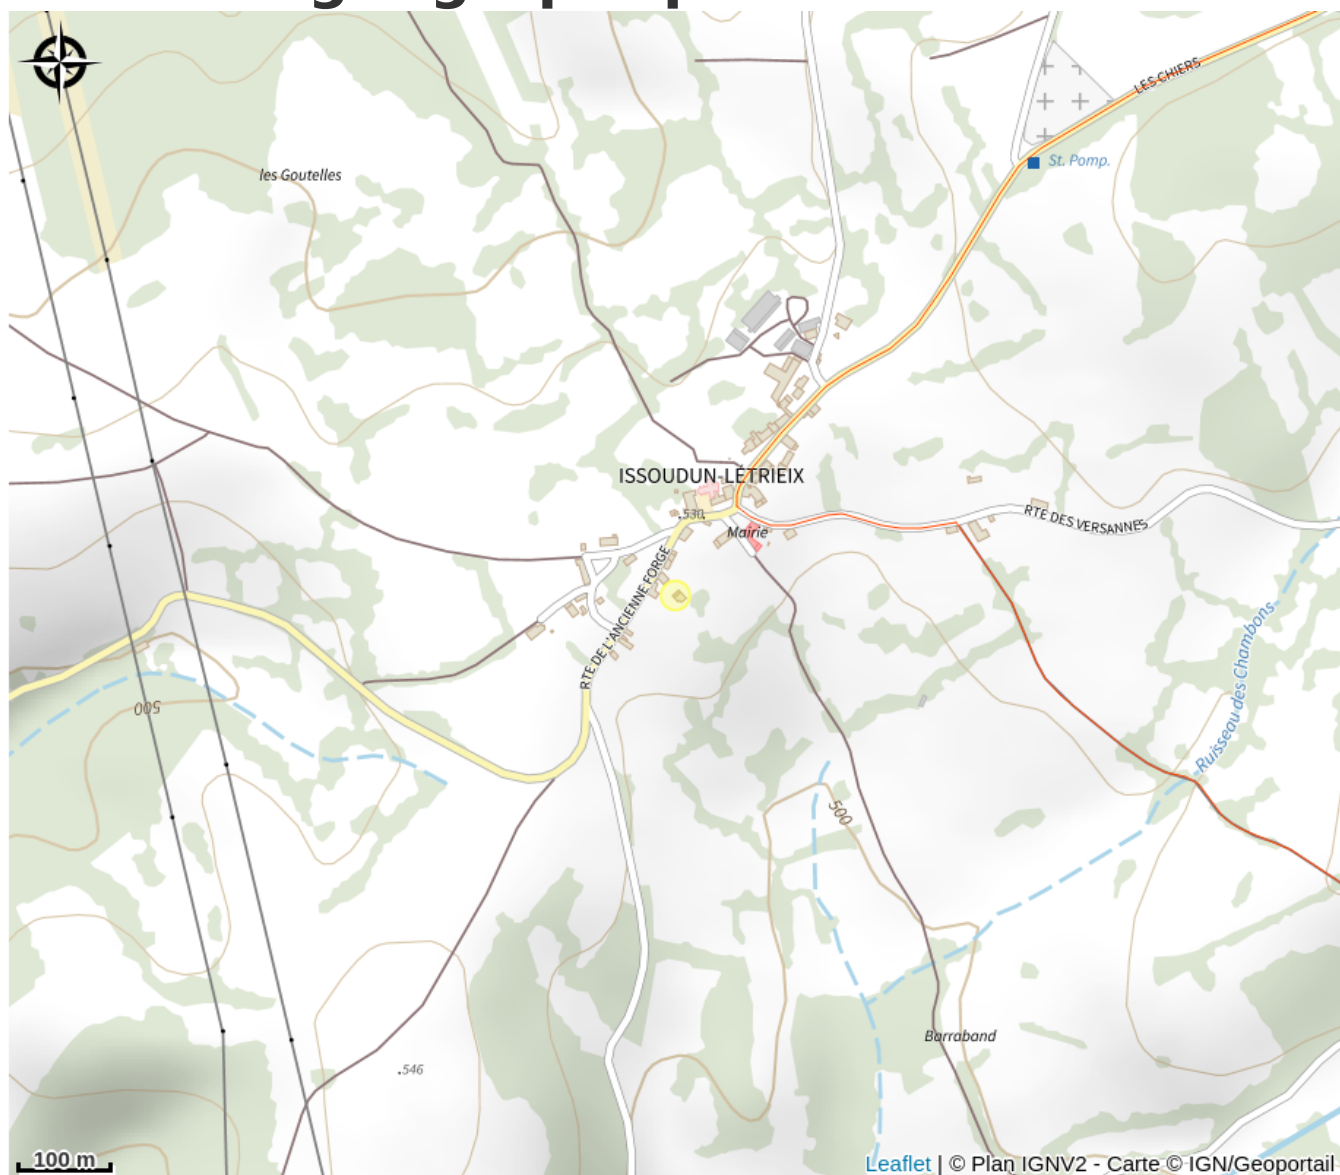 LES CHIERS
St. Pomp.
les Goutelles
ISSOUDUN-LÉTRIEIX
.530
Mairie
RTE DES VERSANNES
RTE DE L'ANCIENNE FORGE
Ruisseau des Chambons
500
500
Barraband
.546
100 m
Leaflet | © Plan IGNV2 - Carte © IGN/Geoportail